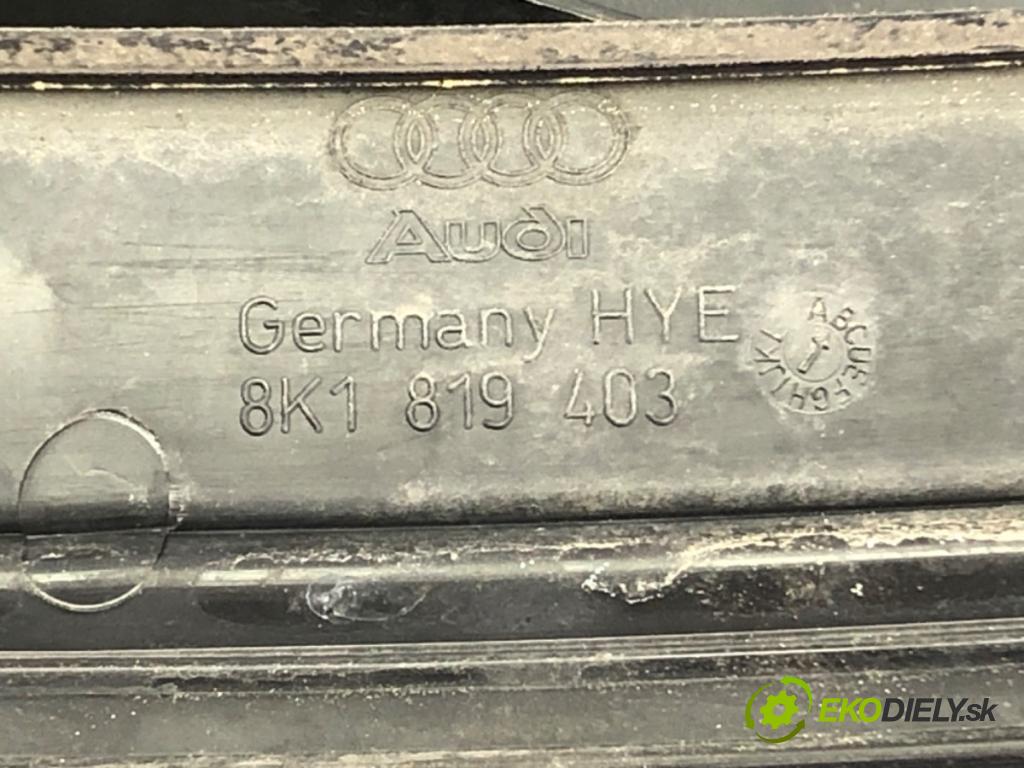 Audi
Germany HYE
8K1 819 403
ABCDEFGHIJKL
EKODIELY.sk